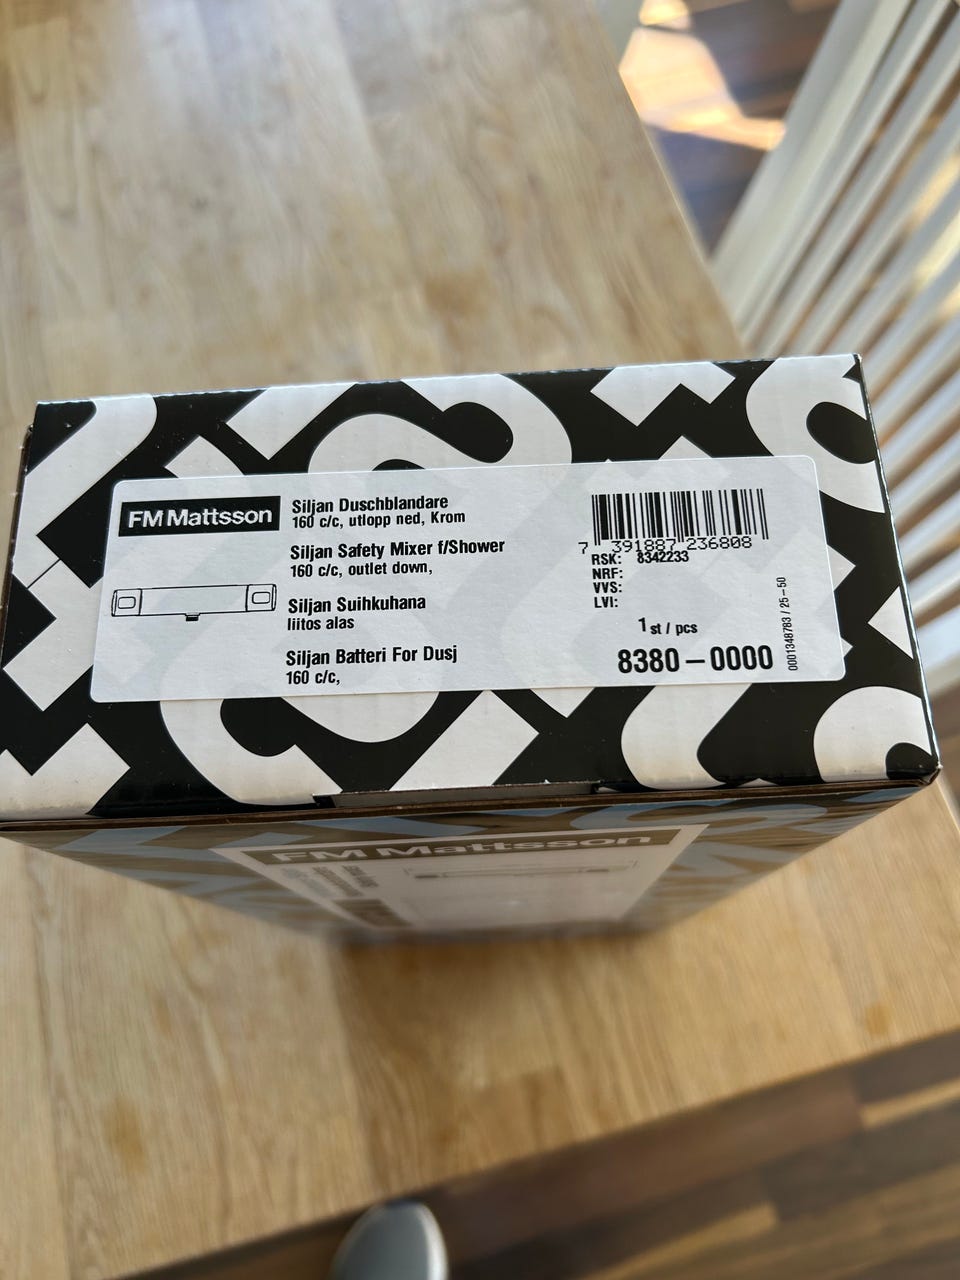 FM Mattsson
Siljan Duschblandare
160 c/c, utlopp ned, Krom
Siljan Safety Mixer f/Shower
160 c/c, outlet down,
Siljan Suihkuhana
liitos alas
Siljan Batteri For Dusj
160 c/c,
7 391887 236808
RSK: 8342233
NRF:
VVS:
LVI:
1 st / pcs
8380-0000
0001348783 / 25-50
FM Mattsson